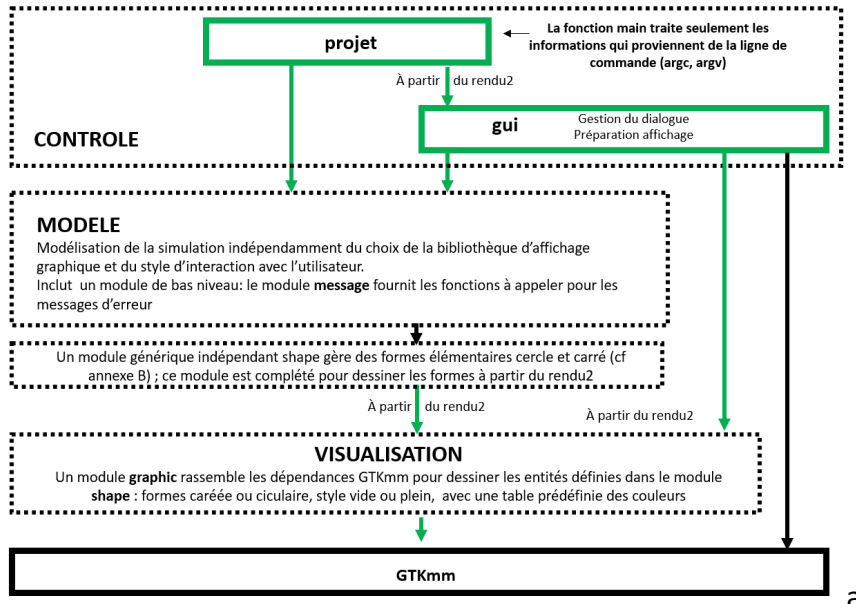 projet
La fonction main traite seulement les
informations qui proviennent de la ligne de
commande (argc, argv)
À partir du rendu2
gui
Gestion du dialogue
Préparation affichage
CONTROLE
MODELE
Modélisation de la simulation indépendamment du choix de la bibliothèque d'affichage
graphique et du style d'interaction avec l'utilisateur.
Inclut un module de bas niveau: le module message fournit les fonctions à appeler pour les
messages d'erreur
Un module générique indépendant shape gère des formes élémentaires cercle et carré (cf
annexe B) ; ce module est complété pour dessiner les formes à partir du rendu2
À partir du rendu2
À partir du rendu2
VISUALISATION
Un module graphic rassemble les dépendances GTKmm pour dessiner les entités définies dans le module
shape : formes caréée ou ciculaire, style vide ou plein, avec une table prédéfinie des couleurs
GTKmm
a